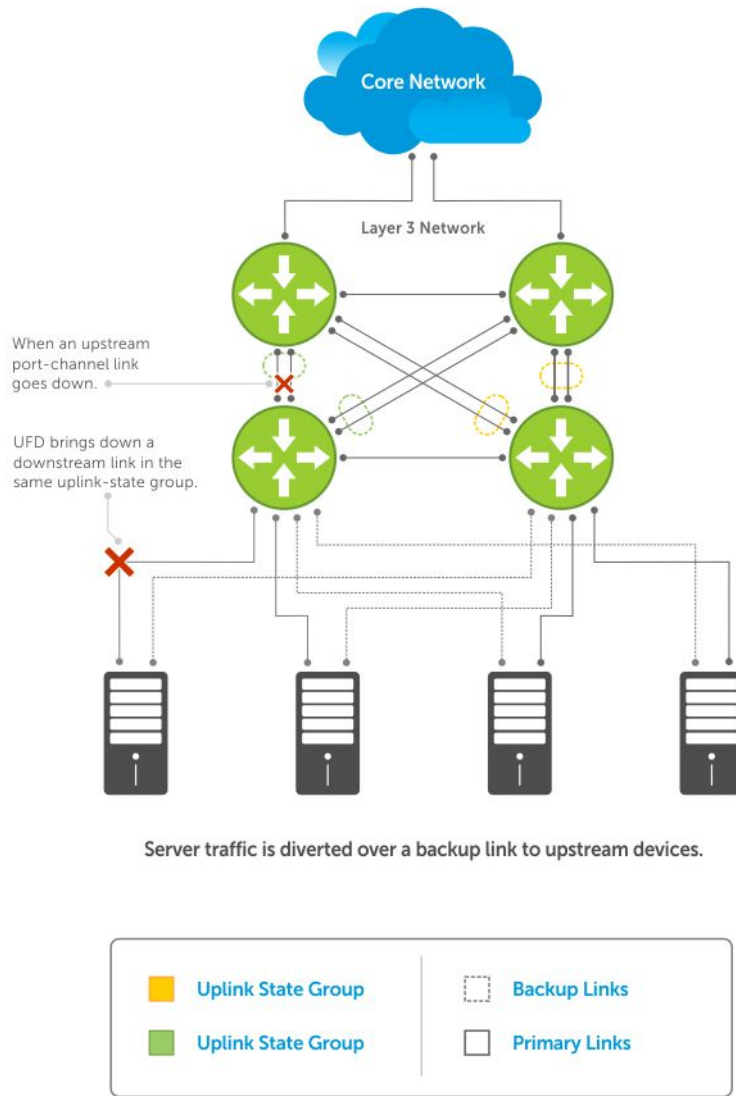 Core Network
Layer 3 Network
When an upstream
port-channel link
goes down.
UFD brings down a
downstream link in the
same uplink-state group.
Server traffic is diverted over a backup link to upstream devices.
Uplink State Group
Backup Links
Uplink State Group
Primary Links